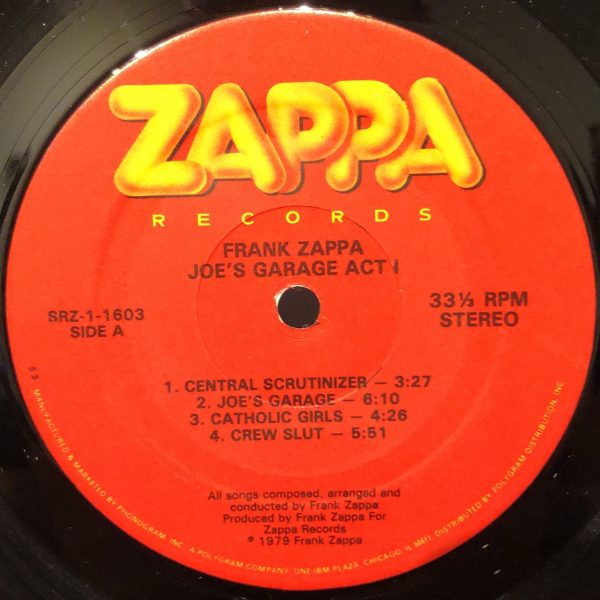 ZAPPA
RECORDS
FRANK ZAPPA
JOE'S GARAGE ACT I
SRZ-1-1603
SIDE A
33⅓ RPM
STEREO
1. CENTRAL SCRUTINIZER – 3:27
2. JOE'S GARAGE – 6:10
3. CATHOLIC GIRLS – 4:26
4. CREW SLUT – 5:51
All songs composed, arranged and
conducted by Frank Zappa
Produced by Frank Zappa For
Zappa Records
℗ 1979 Frank Zappa
53 MANUFACTURED & MARKETED BY PHONOGRAM, INC. A POLYGRAM COMPANY, ONE IBM PLAZA, CHICAGO, IL 60611. DISTRIBUTED BY POLYGRAM DISTRIBUTION, INC